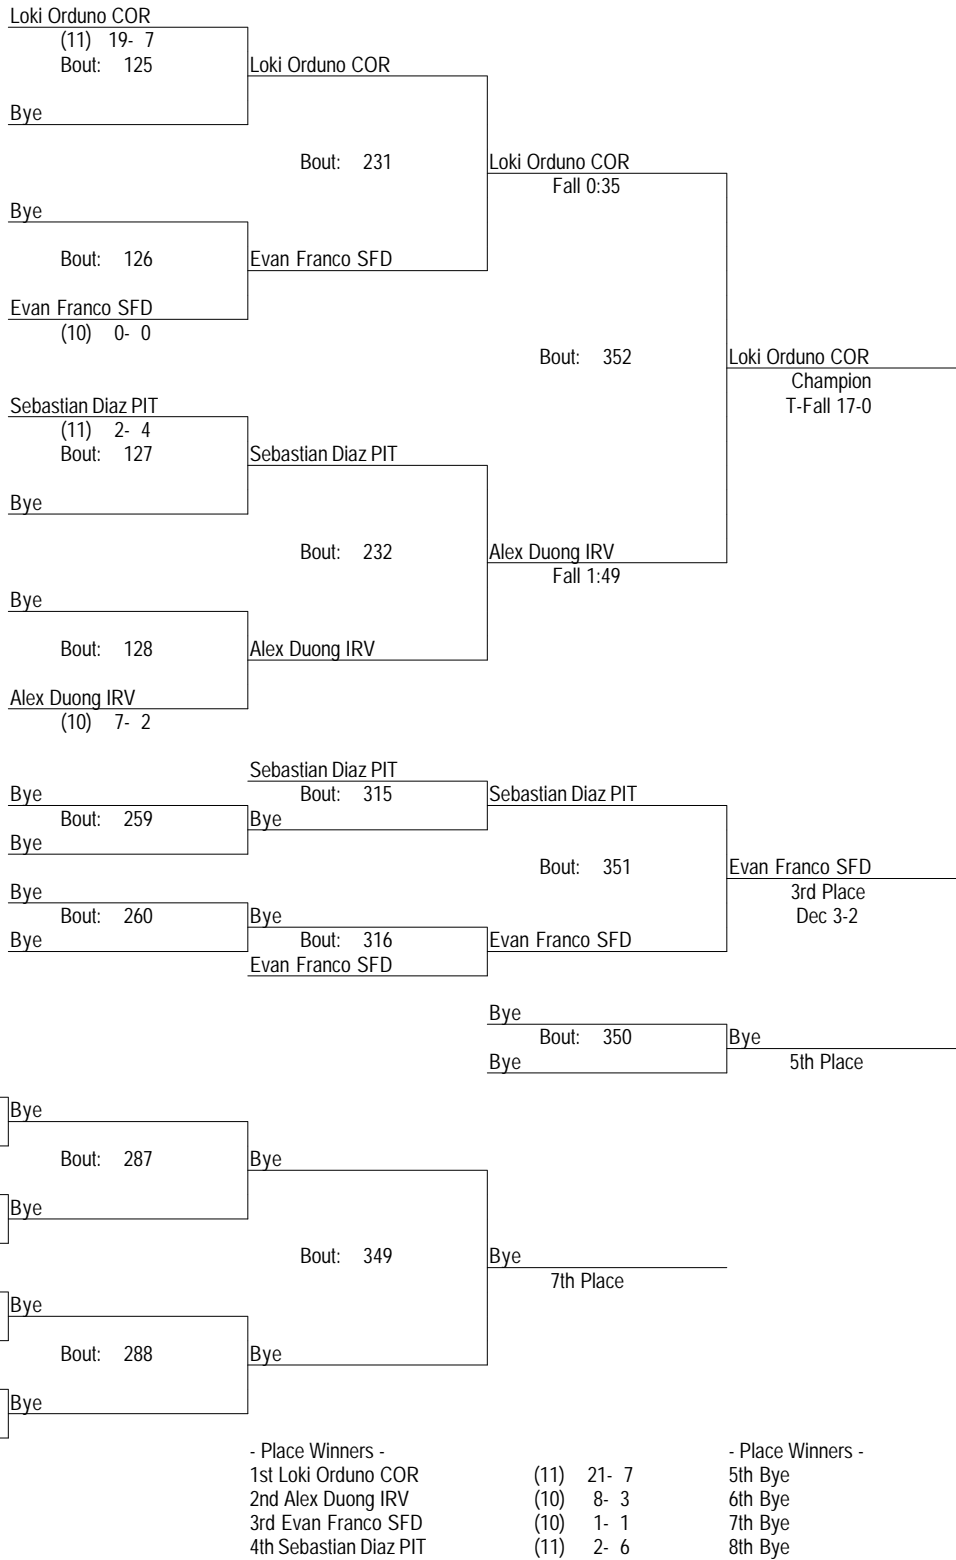 Loki Orduno COR
(11) 19- 7
Bout: 125
Loki Orduno COR
Bye
Bout: 231
Loki Orduno COR
Fall 0:35
Bye
Bout: 126
Evan Franco SFD
Evan Franco SFD
(10) 0- 0
Bout: 352
Loki Orduno COR
Champion
T-Fall 17-0
Sebastian Diaz PIT
(11) 2- 4
Bout: 127
Sebastian Diaz PIT
Bye
Bout: 232
Alex Duong IRV
Fall 1:49
Bye
Bout: 128
Alex Duong IRV
Alex Duong IRV
(10) 7- 2
Sebastian Diaz PIT
Bye
Bout: 315
Sebastian Diaz PIT
Bout: 259
Bye
Bye
Bout: 351
Evan Franco SFD
3rd Place
Dec 3-2
Bye
Bout: 260
Bye
Bye
Bout: 316
Evan Franco SFD
Evan Franco SFD
Bye
Bout: 350
Bye
Bye
5th Place
Bye
Bout: 287
Bye
Bye
Bout: 349
Bye
7th Place
Bye
Bout: 288
Bye
Bye
- Place Winners -
1st Loki Orduno COR (11) 21- 7
2nd Alex Duong IRV (10) 8- 3
3rd Evan Franco SFD (10) 1- 1
4th Sebastian Diaz PIT (11) 2- 6
- Place Winners -
5th Bye
6th Bye
7th Bye
8th Bye